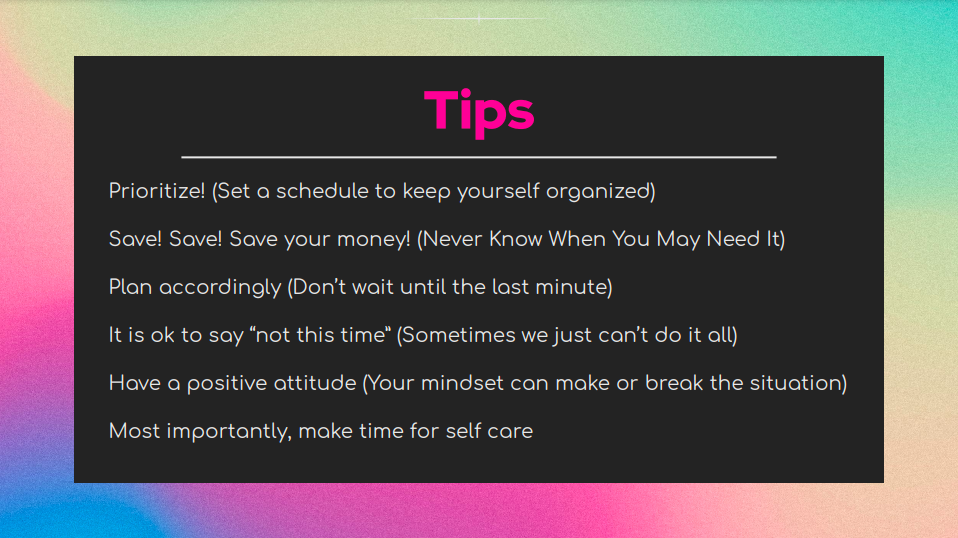 Tips
Prioritize! (Set a schedule to keep yourself organized)
Save! Save! Save your money! (Never Know When You May Need It)
Plan accordingly (Don’t wait until the last minute)
It is ok to say “not this time” (Sometimes we just can’t do it all)
Have a positive attitude (Your mindset can make or break the situation)
Most importantly, make time for self care